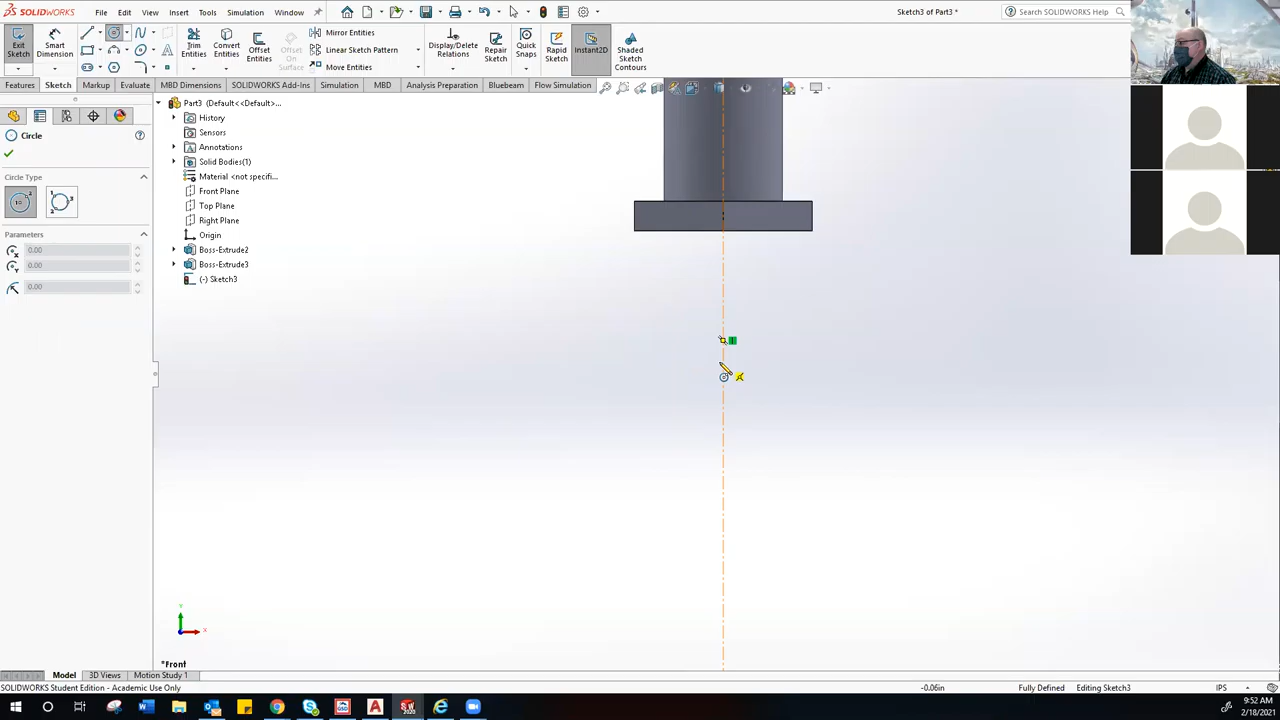 SOLIDWORKS File Edit View Insert Tools Simulation Window Sketch3 of Part3 * Search SOLIDWORKS Help
Exit Sketch Smart Dimension Trim Entities Convert Entities Offset Entities Offset On Surface Mirror Entities Linear Sketch Pattern Move Entities Display/Delete Relations Repair Sketch Quick Snaps Rapid Sketch Instant2D Shaded Sketch Contours
Features Sketch Markup Evaluate MBD Dimensions SOLIDWORKS Add-Ins Simulation MBD Analysis Preparation Bluebeam Flow Simulation
Part3 (Default<<Default>...
Circle
History
Sensors
Annotations
Circle Type
Solid Bodies(1)
Material <not specifi...
Front Plane
Top Plane
Right Plane
Parameters
Origin
0.00
Boss-Extrude2
0.00
Boss-Extrude3
(-) Sketch3
0.00
Y
X
*Front
Model 3D Views Motion Study 1
SOLIDWORKS Student Edition - Academic Use Only -0.06in Fully Defined Editing Sketch3 IPS
9:52 AM
2/18/2021